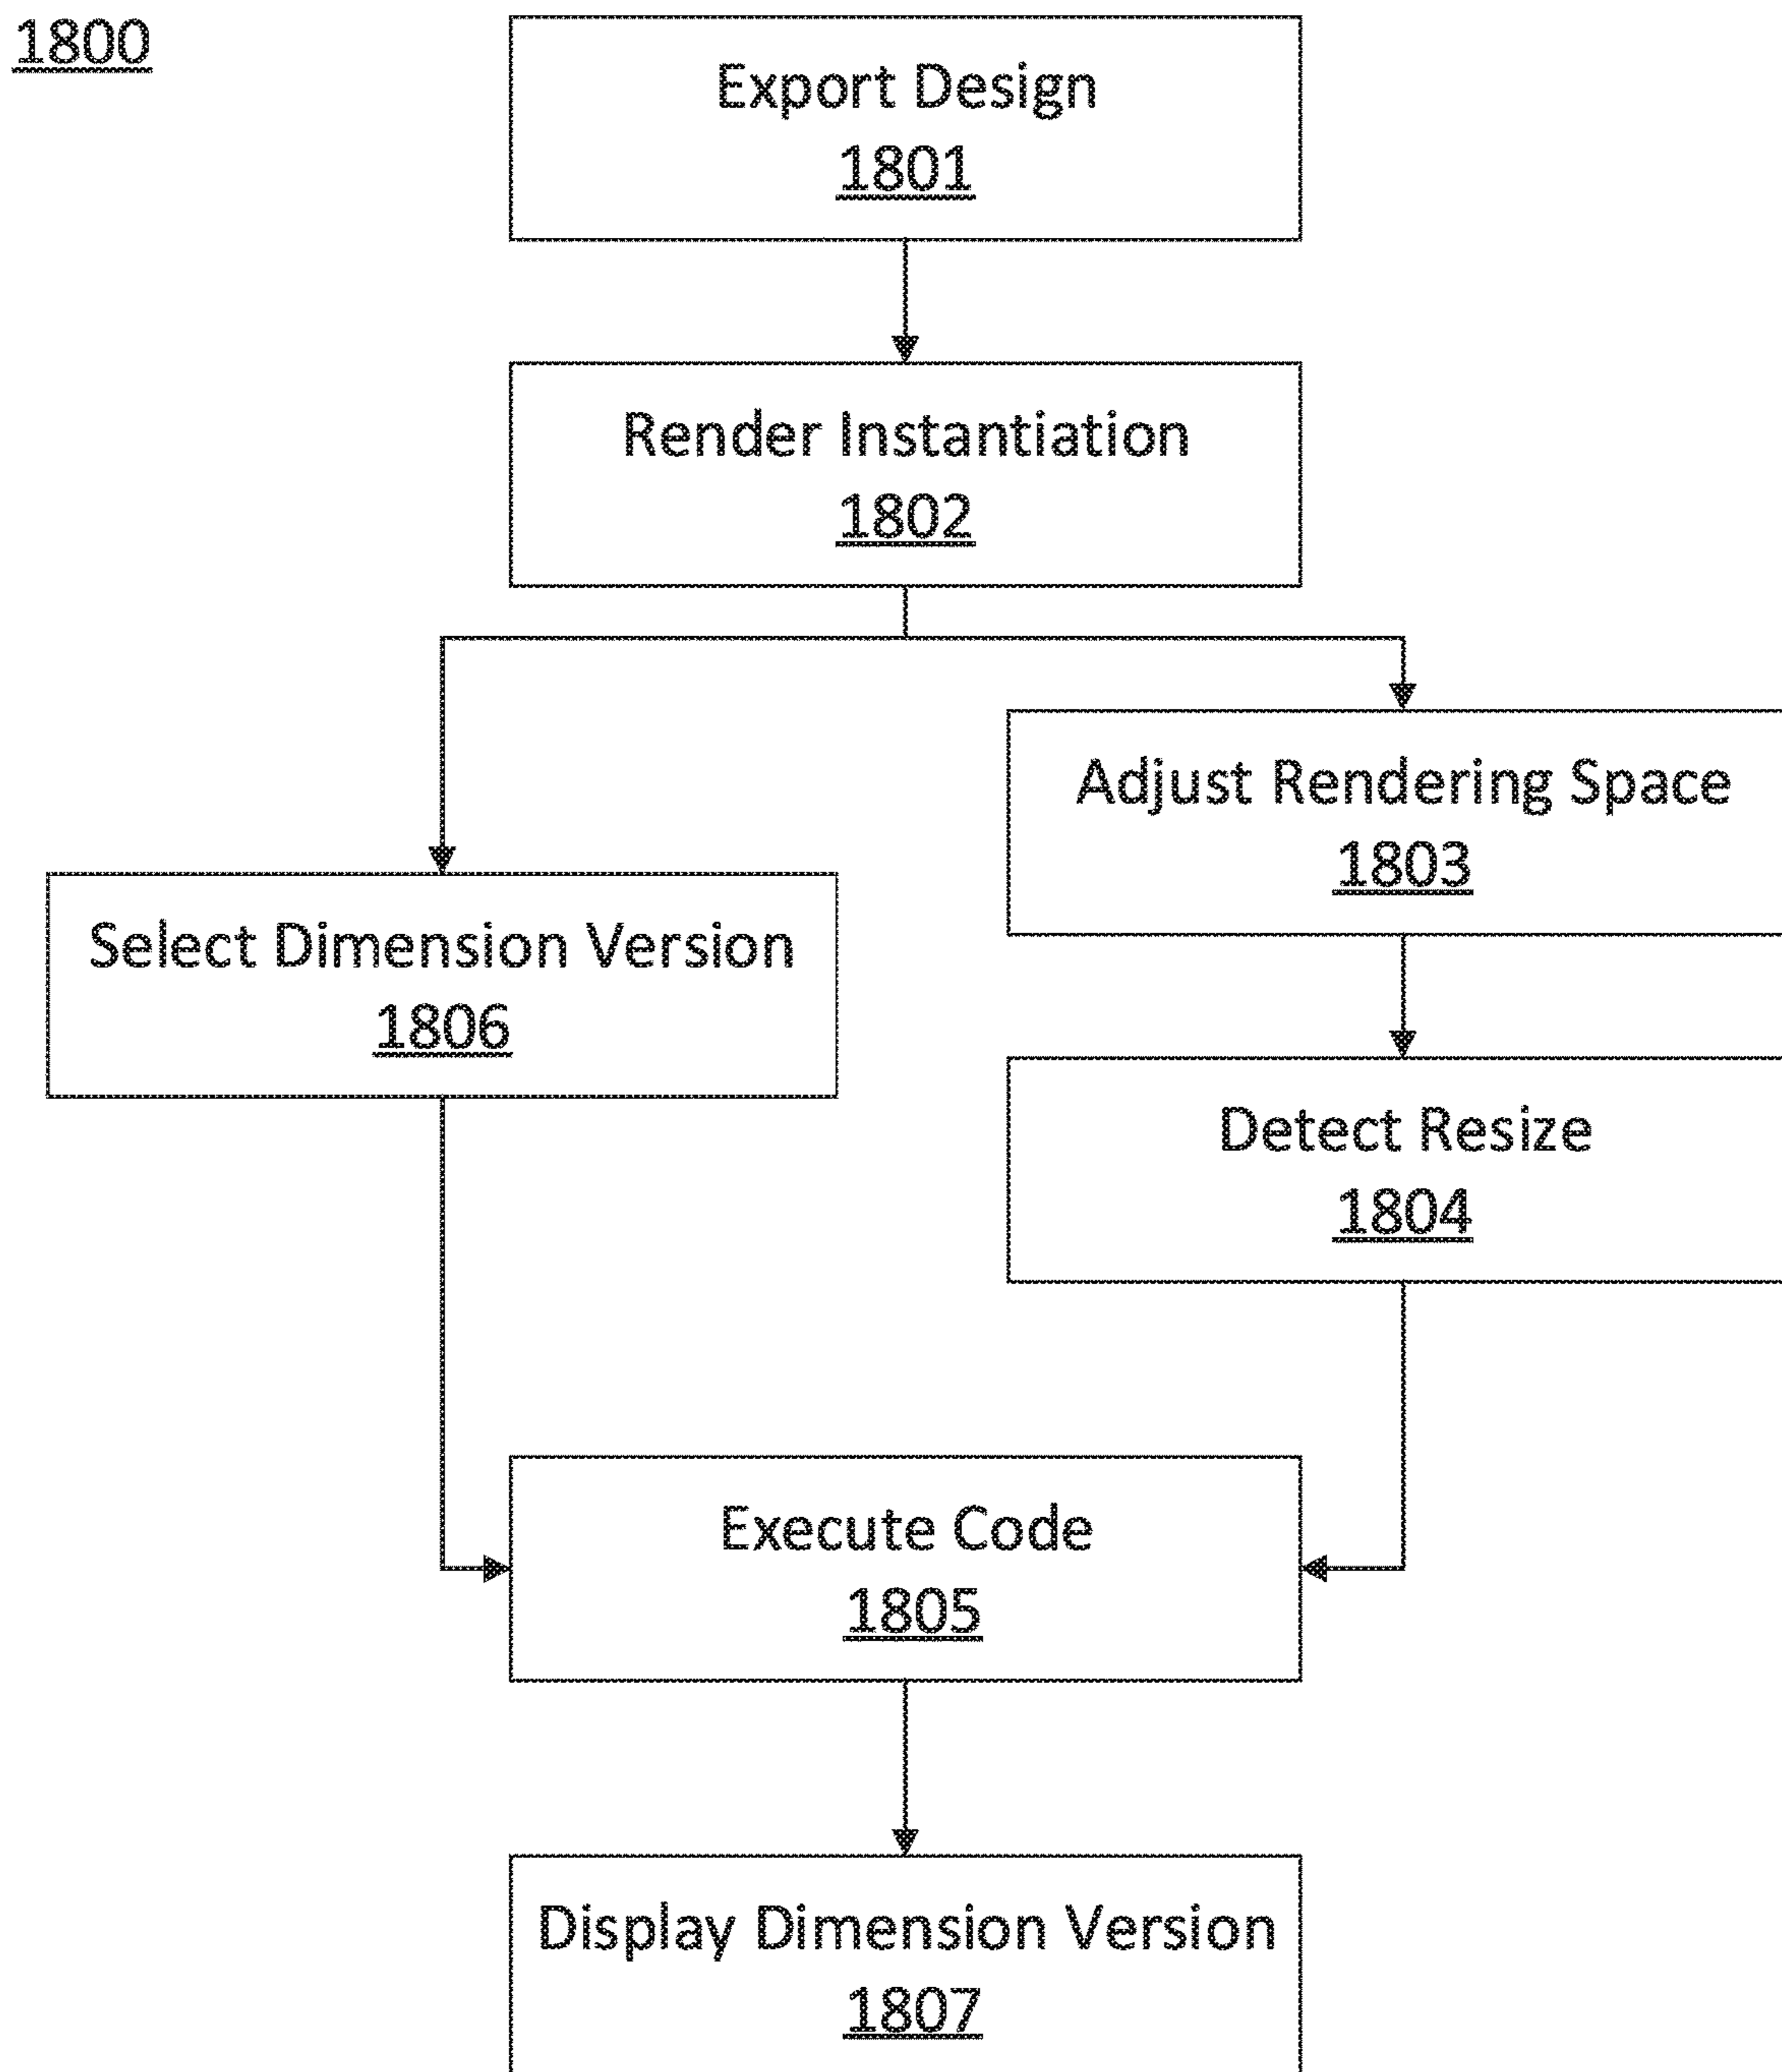 1800
Export Design
1801
Render Instantiation
1802
Adjust Rendering Space
1803
Select Dimension Version
1806
Detect Resize
1804
Execute Code
1805
Display Dimension Version
1807